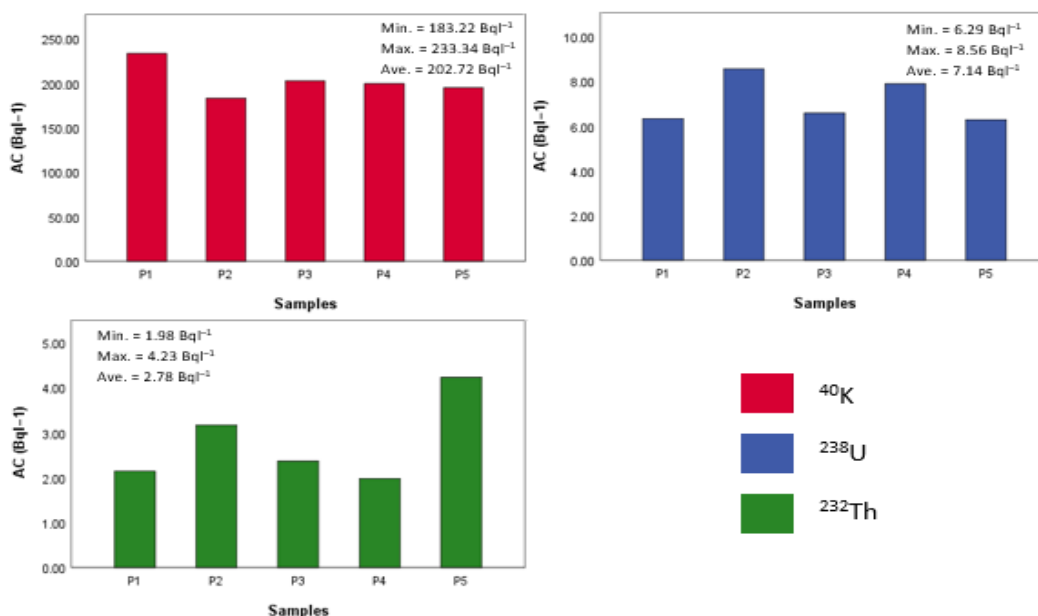 Min. = 183.22 Bql⁻¹
Max. = 233.34 Bql⁻¹
Ave. = 202.72 Bql⁻¹
AC (Bql−1)
250.00
200.00
150.00
100.00
50.00
0.00
P1 P2 P3 P4 P5
Samples
Min. = 6.29 Bql⁻¹
Max. = 8.56 Bql⁻¹
Ave. = 7.14 Bql⁻¹
AC (Bql−1)
10.00
8.00
6.00
4.00
2.00
0.00
P1 P2 P3 P4 P5
Samples
Min. = 1.98 Bql⁻¹
Max. = 4.23 Bql⁻¹
Ave. = 2.78 Bql⁻¹
AC (Bql−1)
5.00
4.00
3.00
2.00
1.00
0.00
P1 P2 P3 P4 P5
Samples
⁴⁰K
²³⁸U
²³²Th